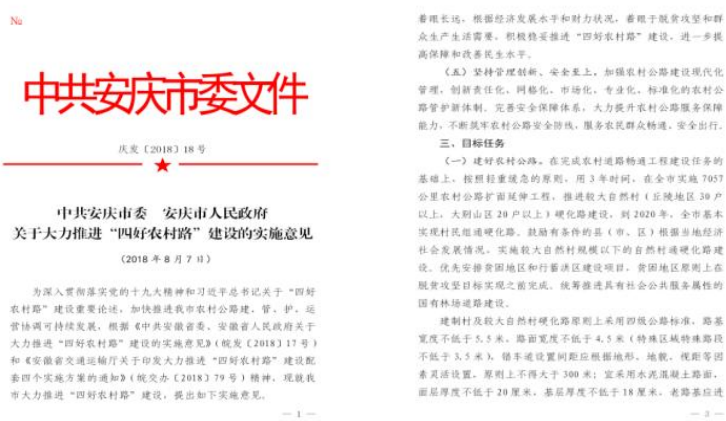 №
中共安庆市委文件
庆发〔2018〕18号
中共安庆市委 安庆市人民政府
关于大力推进“四好农村路”建设的实施意见
(2018年8月7日)
为深入贯彻落实党的十九大精神和习近平总书记关于“四好
农村路”建设重要论述，加快推进我市农村公路建、管、护、运
营协调可持续发展，根据《中共安徽省委、安徽省人民政府关于
大力推进“四好农村路”建设的实施意见》(皖发〔2018〕17号)
和《安徽省交通运输厅关于印发大力推进“四好农村路”建设配
套四个实施方案的通知》(皖交办〔2018〕79号)精神，现就我
市大力推进“四好农村路”建设，提出如下实施意见。
— 1 —
着眼长远，根据经济发展水平和财力状况，着眼于脱贫攻坚和群
众生产生活需要，积极稳妥推进“四好农村路”建设，进一步提
高保障和改善民生水平。
(五)坚持管理创新、安全至上。加强农村公路建设现代化
管理，创新责任化、网格化、市场化、专业化、标准化的农村公
路管护新体制。完善安全保障体系，大力提升农村公路服务保障
能力，不断筑牢农村公路安全防线，服务农民群众畅通、安全出行。
三、目标任务
(一)建好农村公路。在完成农村道路畅通工程建设任务的
基础上，按照轻重缓急的原则，用3年时间，在全市实施7057
公里农村公路扩面延伸工程，推进较大自然村(丘陵地区30户
以上，大别山区20户以上)硬化路建设，到2020年，全市基本
实现村民组通硬化路。鼓励有条件的县(市、区)根据当地经济
社会发展情况，实施较大自然村规模以下的自然村通硬化路建
设。优先安排贫困地区和行蓄洪区建设项目，贫困地区原则上在
脱贫攻坚目标实现之前完成。统筹推进具有社会公共服务属性的
国有林场道路建设。
建制村及较大自然村硬化路原则上采用四级公路标准，路基
宽度不低于5.5米、路面宽度不低于4.5米(特殊区域特殊路段
不低于3.5米)，错车道设置间距应根据地形、地貌、视距等因
素灵活设置，原则上不得大于300米；宜采用水泥混凝土路面，
面层厚度不低于20厘米，基层厚度不低于18厘米，老路基应进
— 3 —